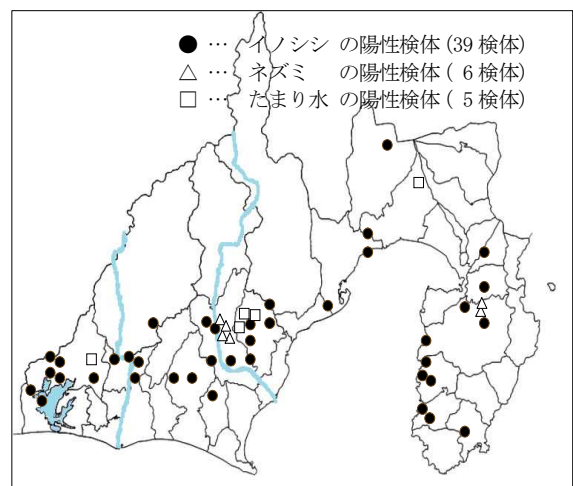 ● … イノシシ の陽性検体 (39 検体)
△ … ネズミ の陽性検体 ( 6 検体)
□ … たまり水 の陽性検体 ( 5 検体)